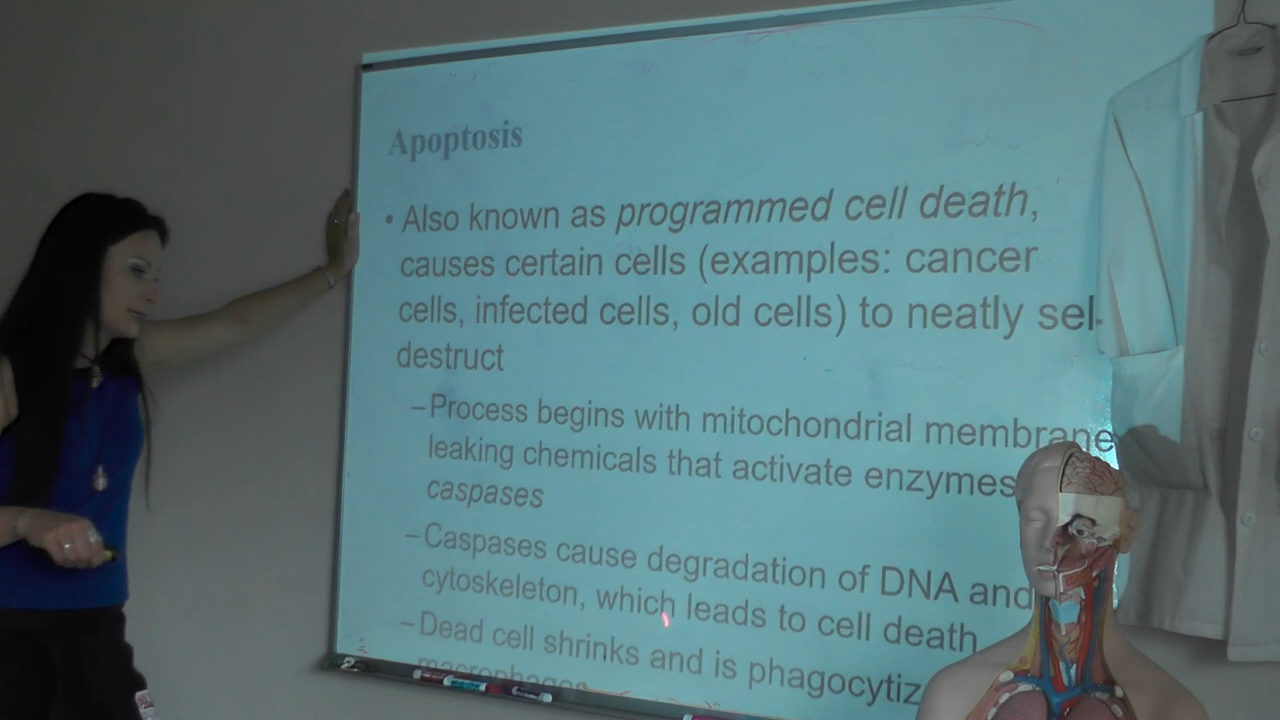 Apoptosis
• Also known as programmed cell death,
causes certain cells (examples: cancer
cells, infected cells, old cells) to neatly sel-
destruct
–Process begins with mitochondrial membrane
leaking chemicals that activate enzymes
caspases
–Caspases cause degradation of DNA and
cytoskeleton, which leads to cell death
–Dead cell shrinks and is phagocytiz
macrophages